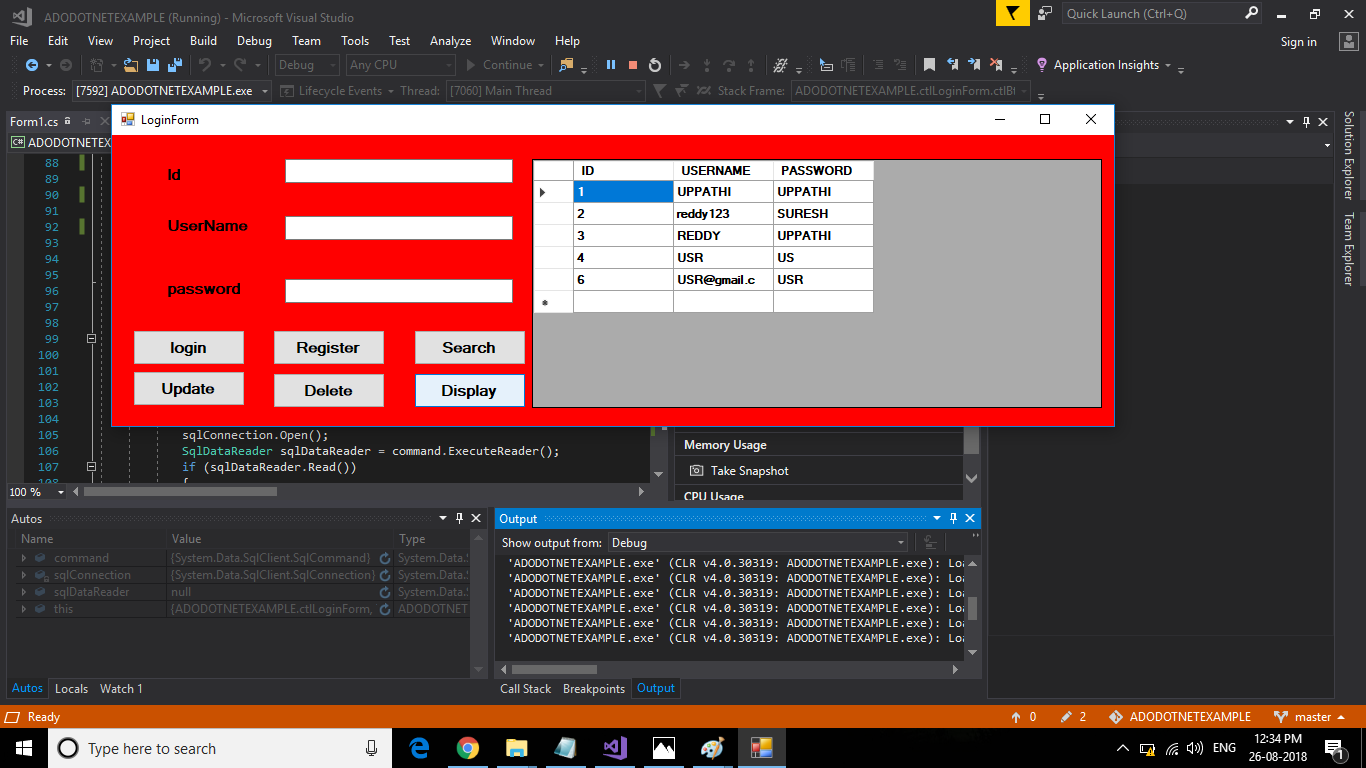 ADODOTNETEXAMPLE (Running) - Microsoft Visual Studio
Quick Launch (Ctrl+Q)
File Edit View Project Build Debug Team Tools Test Analyze Window Help
Sign in
Debug Any CPU Continue Application Insights
Process: [7592] ADODOTNETEXAMPLE.exe Lifecycle Events Thread: [7060] Main Thread Stack Frame: ADODOTNETEXAMPLE.ctlLoginForm.ctlBt
Form1.cs
ADODOTNETEX
LoginForm
Id
UserName
password
login Register Search
Update Delete Display
ID USERNAME PASSWORD
1 UPPATHI UPPATHI
2 reddy123 SURESH
3 REDDY UPPATHI
4 USR US
6 USR@gmail.c USR
*
Solution Explorer
Team Explorer
88
89
90
91
92
93
94
95
96
97
98
99
100
101
102
103
104
105 sqlConnection.Open();
106 SqlDataReader sqlDataReader = command.ExecuteReader();
107 if (sqlDataReader.Read())
108 {
100 %
Memory Usage
Take Snapshot
CPU Usage
Autos
Name Value Type
command {System.Data.SqlClient.SqlCommand} System.Data.S
sqlConnection {System.Data.SqlClient.SqlConnection} System.Data.S
sqlDataReader null System.Data.S
this {ADODOTNETEXAMPLE.ctlLoginForm, ADODOTNET
Autos Locals Watch 1
Output
Show output from: Debug
'ADODOTNETEXAMPLE.exe' (CLR v4.0.30319: ADODOTNETEXAMPLE.exe): Loa
'ADODOTNETEXAMPLE.exe' (CLR v4.0.30319: ADODOTNETEXAMPLE.exe): Loa
'ADODOTNETEXAMPLE.exe' (CLR v4.0.30319: ADODOTNETEXAMPLE.exe): Loa
'ADODOTNETEXAMPLE.exe' (CLR v4.0.30319: ADODOTNETEXAMPLE.exe): Loa
'ADODOTNETEXAMPLE.exe' (CLR v4.0.30319: ADODOTNETEXAMPLE.exe): Loa
'ADODOTNETEXAMPLE.exe' (CLR v4.0.30319: ADODOTNETEXAMPLE.exe): Loa
Call Stack Breakpoints Output
Ready
0 2 ADODOTNETEXAMPLE master
Type here to search
ENG
12:34 PM
26-08-2018
1